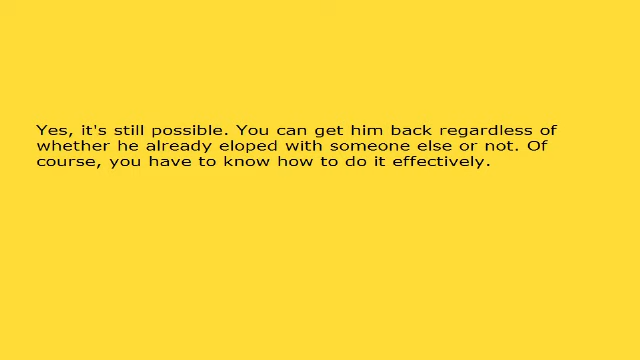 Yes, it's still possible. You can get him back regardless of
whether he already eloped with someone else or not. Of
course, you have to know how to do it effectively.